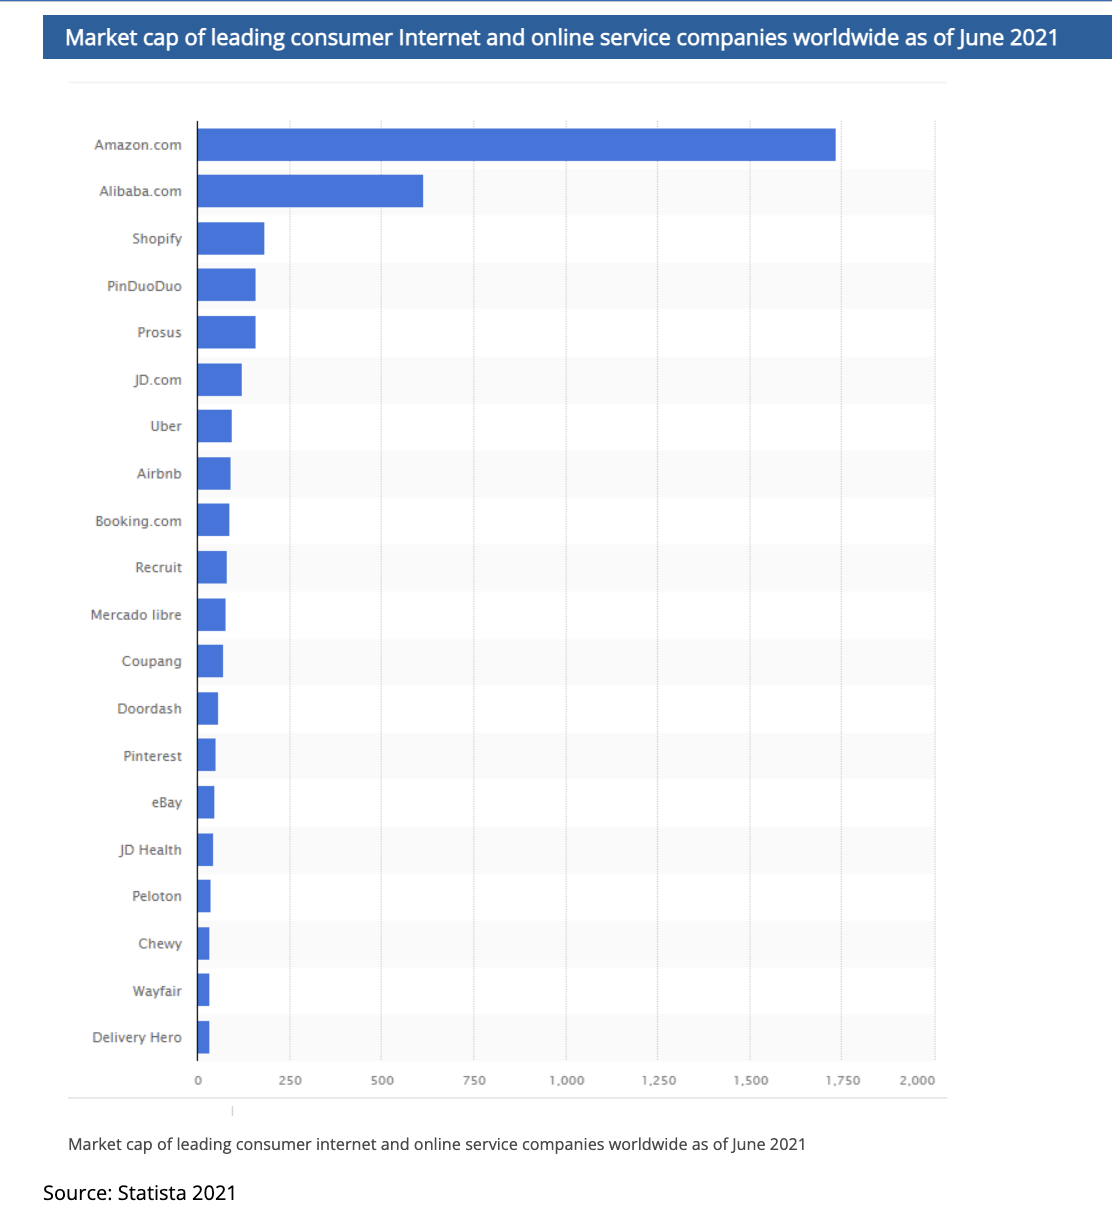 Market cap of leading consumer Internet and online service companies worldwide as of June 2021
Amazon.com
Alibaba.com
Shopify
PinDuoDuo
Prosus
JD.com
Uber
Airbnb
Booking.com
Recruit
Mercado libre
Coupang
Doordash
Pinterest
eBay
JD Health
Peloton
Chewy
Wayfair
Delivery Hero
0 250 500 750 1,000 1,250 1,500 1,750 2,000
Market cap of leading consumer internet and online service companies worldwide as of June 2021
Source: Statista 2021